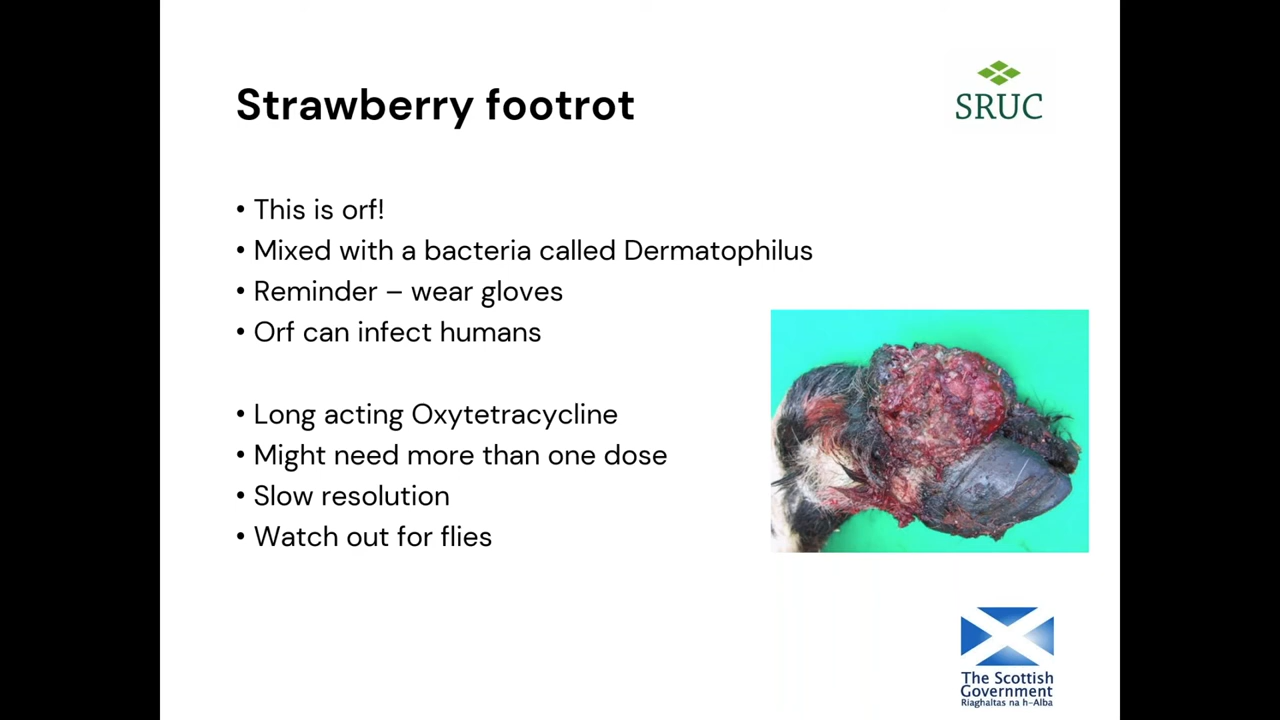 Strawberry footrot
SRUC
• This is orf!
• Mixed with a bacteria called Dermatophilus
• Reminder – wear gloves
• Orf can infect humans
• Long acting Oxytetracycline
• Might need more than one dose
• Slow resolution
• Watch out for flies
The Scottish
Government
Riaghaltas na h-Alba